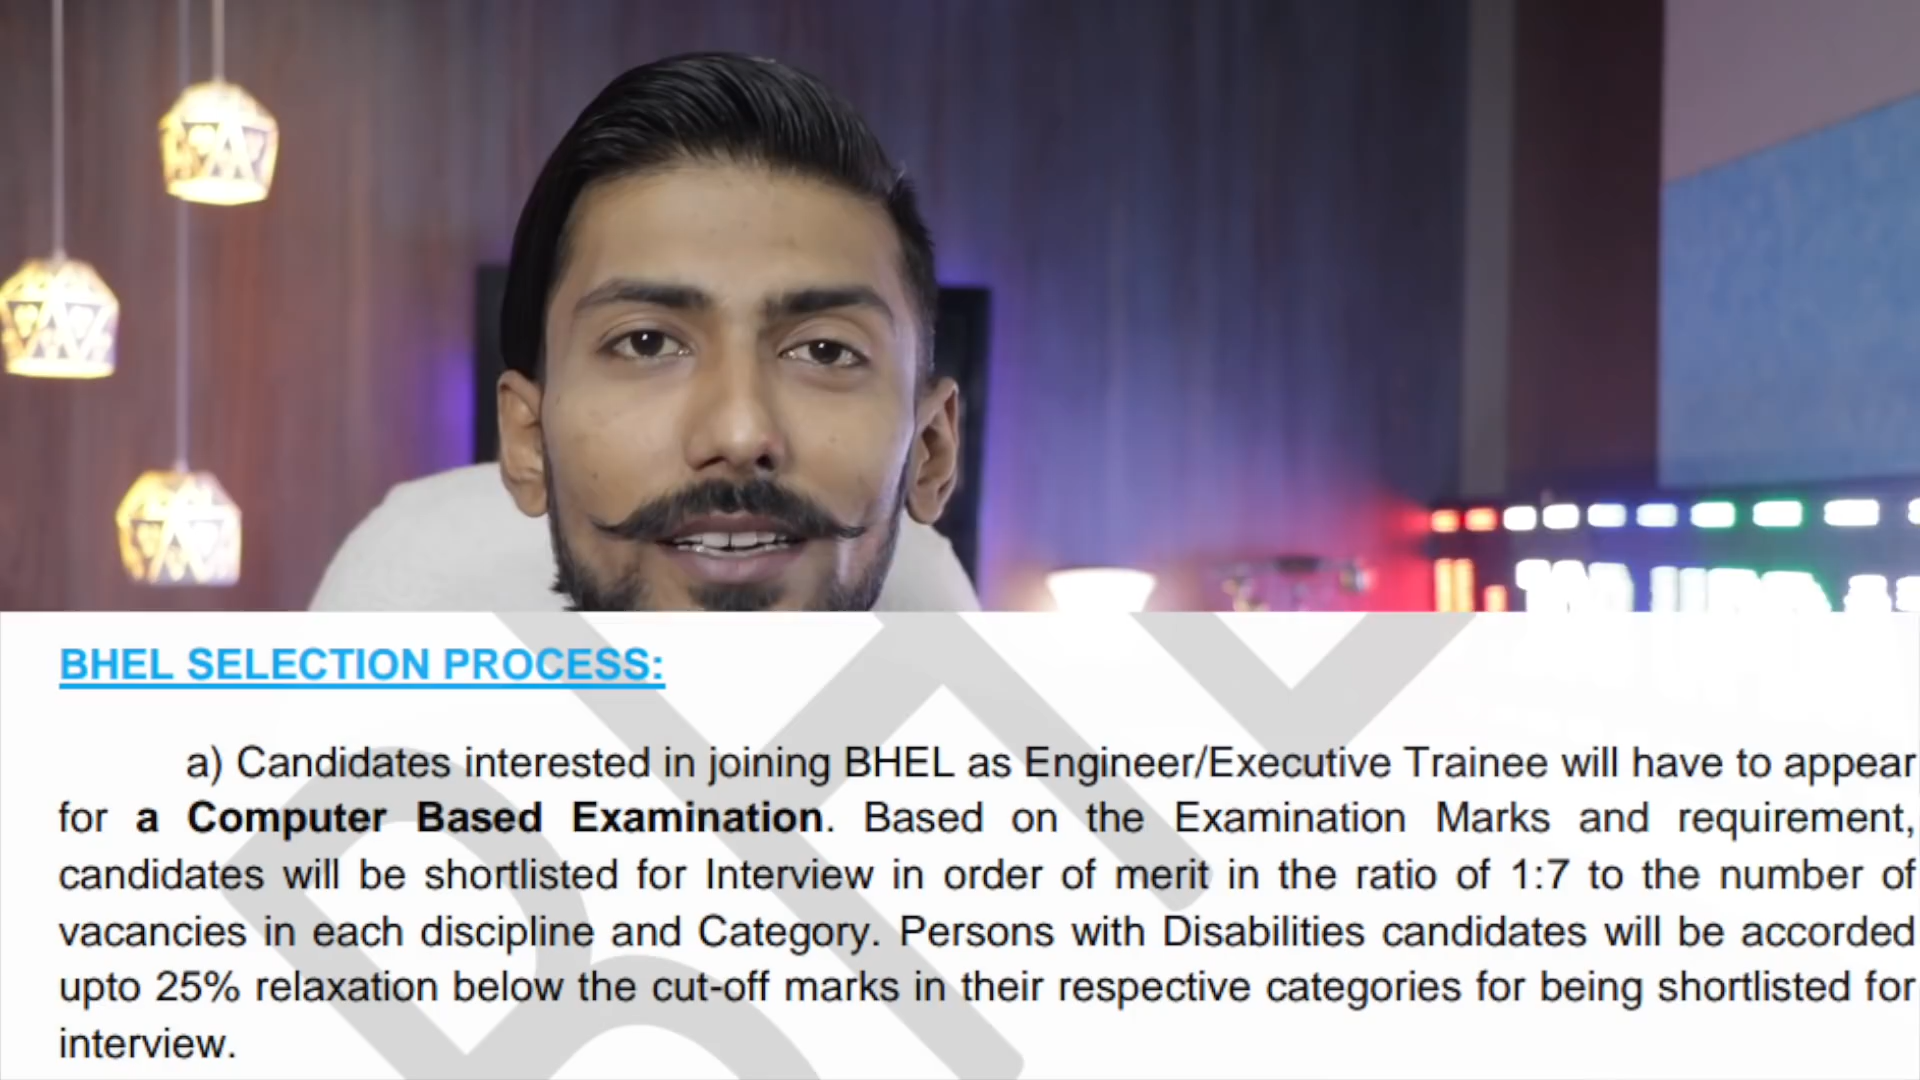 BHEL SELECTION PROCESS:
a) Candidates interested in joining BHEL as Engineer/Executive Trainee will have to appear
for a Computer Based Examination. Based on the Examination Marks and requirement,
candidates will be shortlisted for Interview in order of merit in the ratio of 1:7 to the number of
vacancies in each discipline and Category. Persons with Disabilities candidates will be accorded
upto 25% relaxation below the cut-off marks in their respective categories for being shortlisted for
interview.